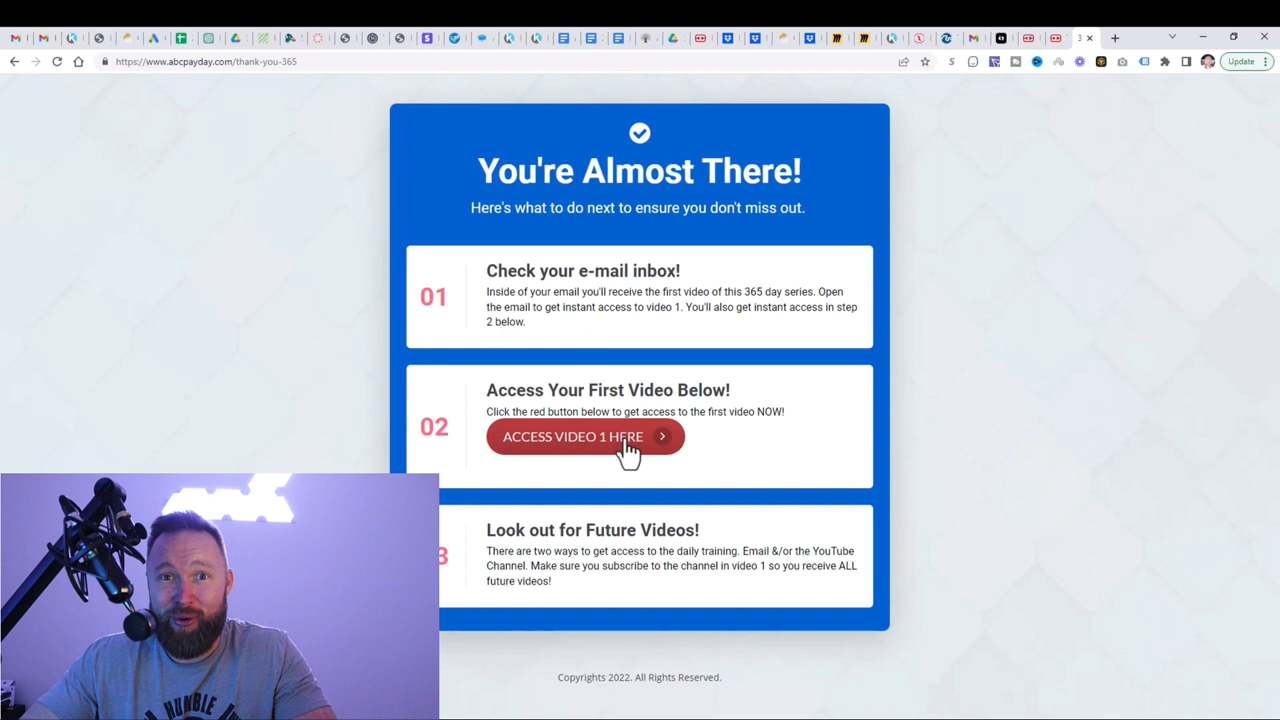 3
Update
https://www.abcpayday.com/thank-you-365
You're Almost There!
Here's what to do next to ensure you don't miss out.
01
Check your e-mail inbox!
Inside of your email you'll receive the first video of this 365 day series. Open
the email to get instant access to video 1. You'll also get instant access in step
2 below.
02
Access Your First Video Below!
Click the red button below to get access to the first video NOW!
ACCESS VIDEO 1 HERE
3
Look out for Future Videos!
There are two ways to get access to the daily training. Email &/or the YouTube
Channel. Make sure you subscribe to the channel in video 1 so you receive ALL
future videos!
Copyrights 2022. All Rights Reserved.
HUMBLE